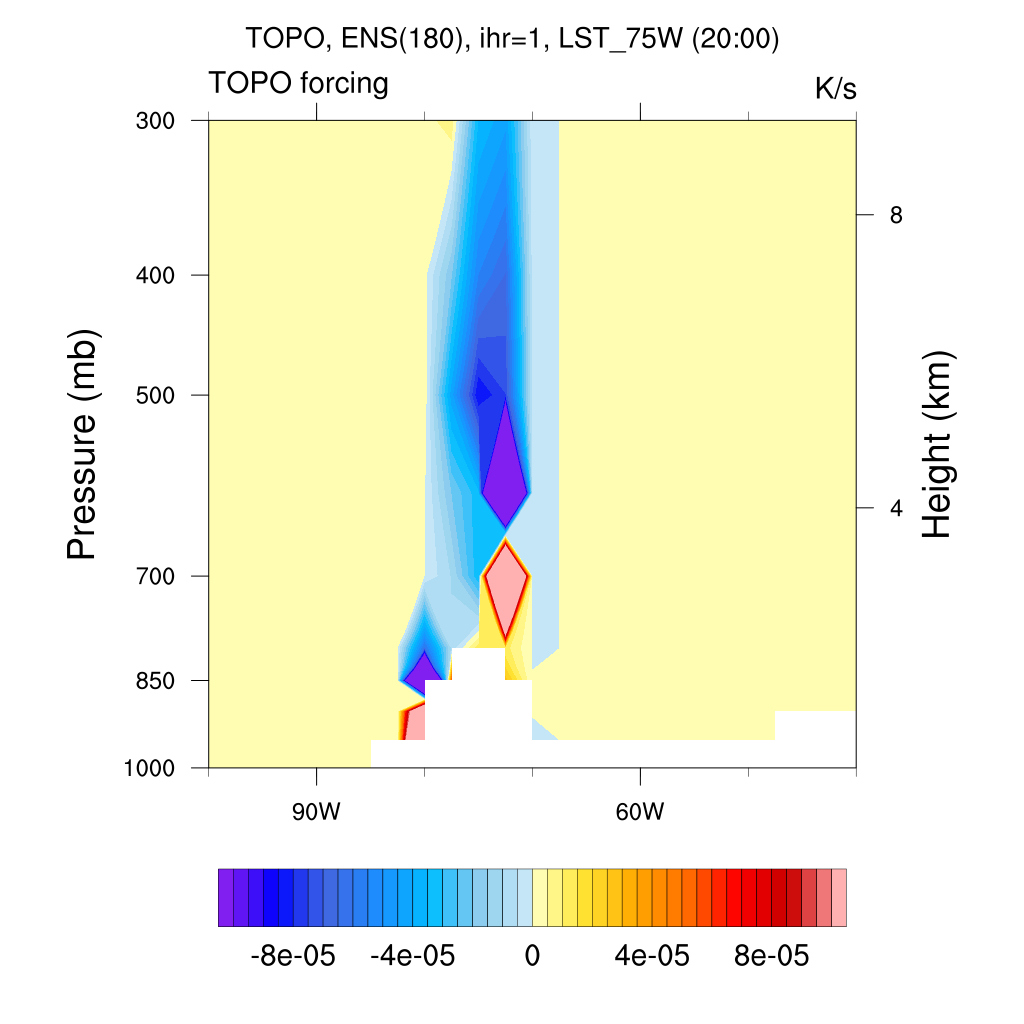 TOPO, ENS(180), ihr=1, LST_75W (20:00)
TOPO forcing
K/s
300
400
500
700
850
1000
Pressure (mb)
8
4
Height (km)
90W
60W
-8e-05
-4e-05
0
4e-05
8e-05